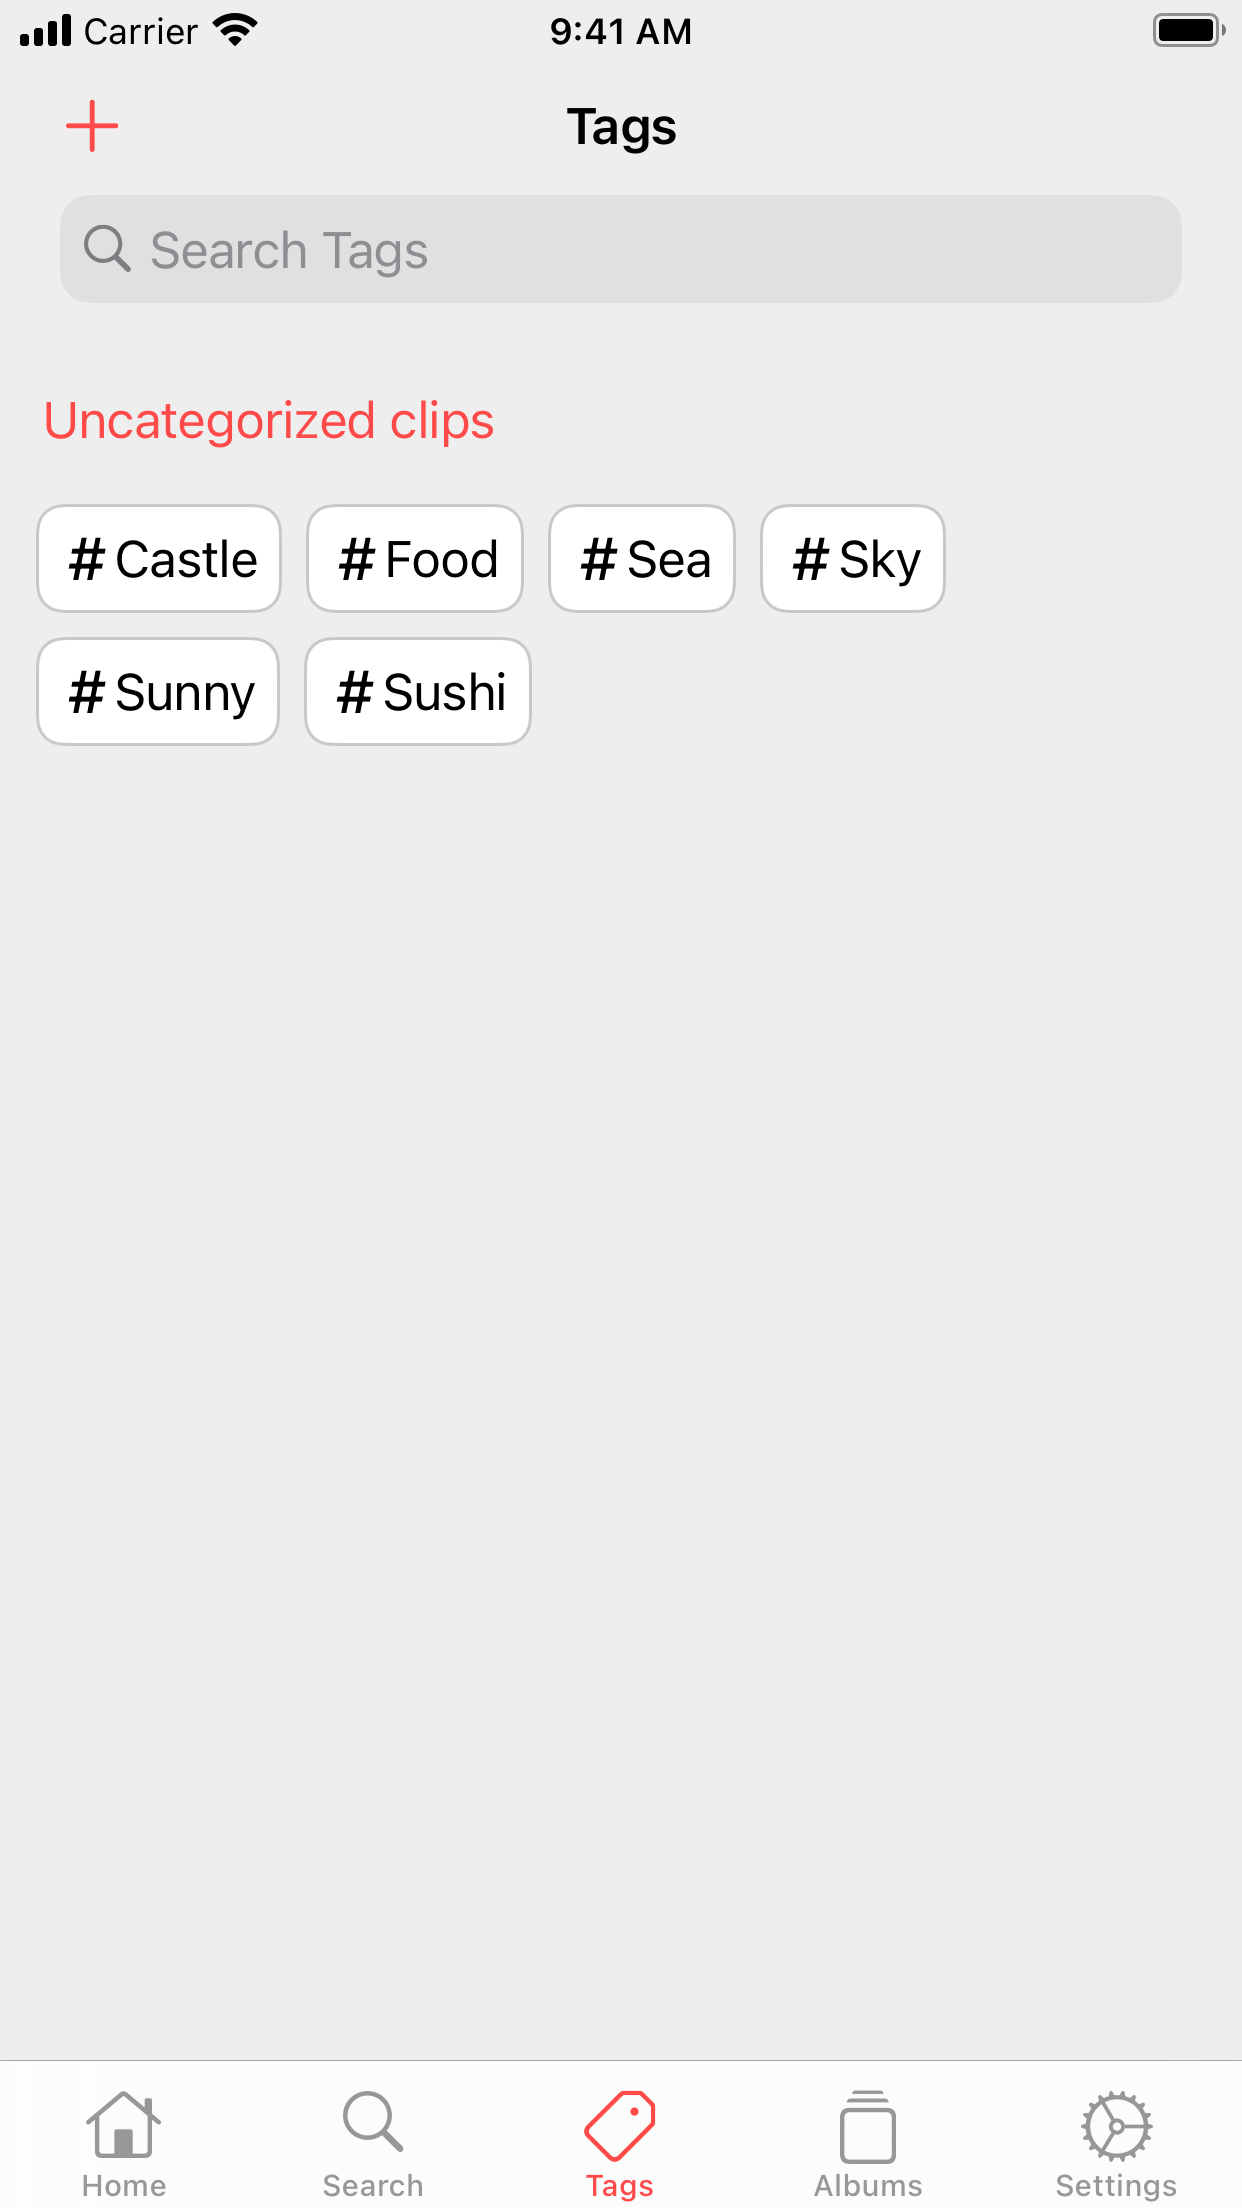 Carrier 9:41 AM
Tags
Search Tags
Uncategorized clips
# Castle # Food # Sea # Sky
# Sunny # Sushi
Home Search Tags Albums Settings